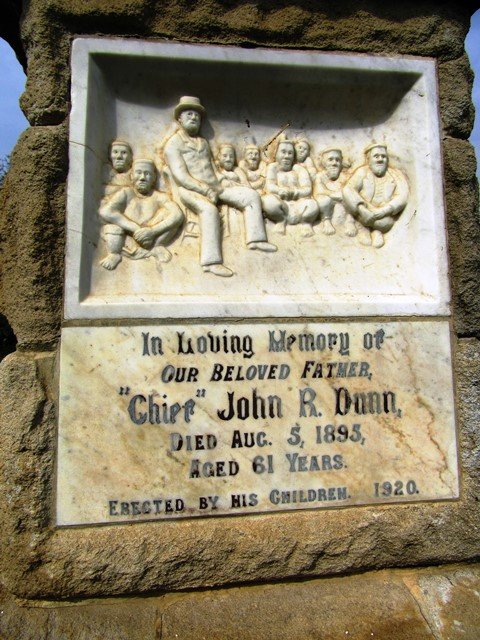 In Loving Memory of
Our Beloved Father,
"Chief" John R. Dunn,
Died Aug. 5, 1895,
Aged 61 Years.
Erected by his Children. 1920.